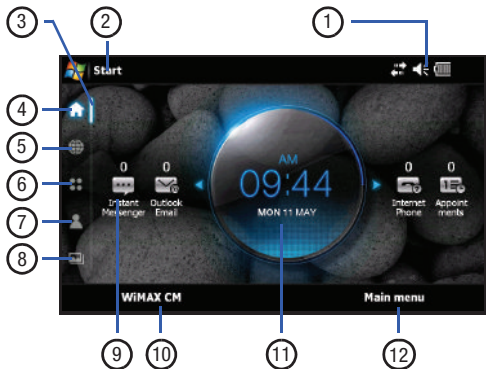 3 2 1
Start
4
5
6
7
8
AM
09:44
MON 11 MAY
0 0 0 0
Instant Messenger
Outlook Email
Internet Phone
Appoint ments
WiMAX CM Main menu
9 10 11 12